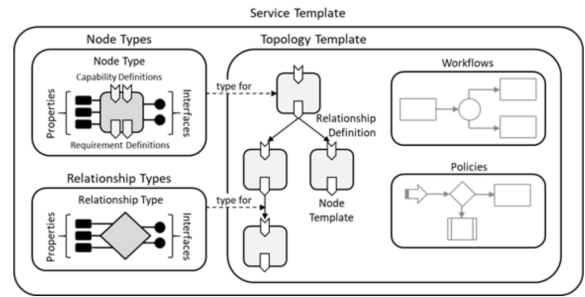 Service Template
Node Types
Node Type
Capability Definitions
Properties
Interfaces
Requirement Definitions
Relationship Types
Relationship Type
Properties
Interfaces
type for
type for
Topology Template
Relationship
Definition
Node
Template
Workflows
Policies